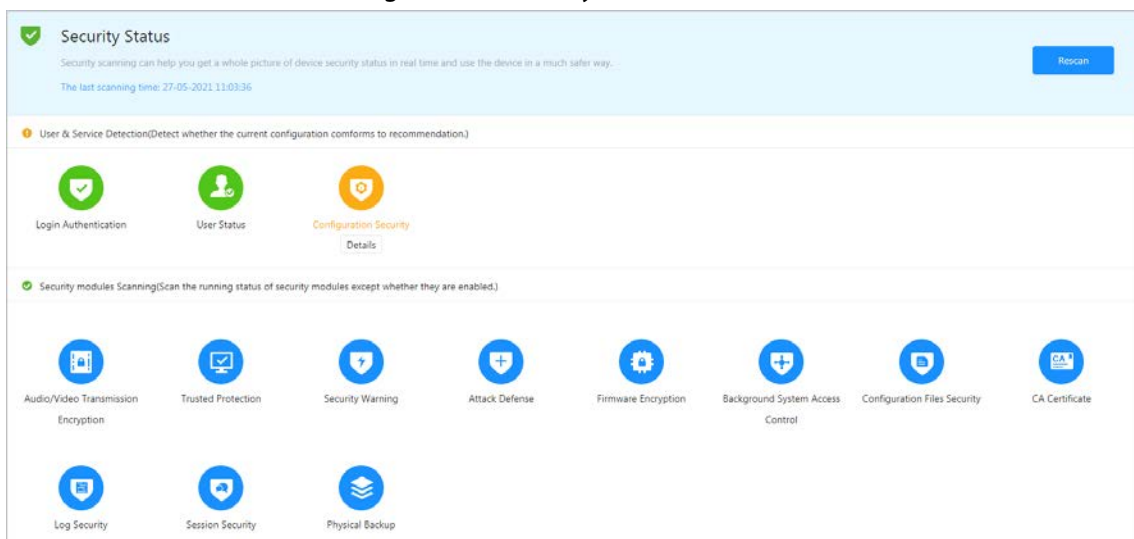 Security Status
Security scanning can help you get a whole picture of device security status in real time and use the device in a much safer way.
Rescan
The last scanning time: 27-05-2021 11:03:36
User & Service Detection(Detect whether the current configuration comforms to recommendation.)
Login Authentication
User Status
Configuration Security
Details
Security modules Scanning(Scan the running status of security modules except whether they are enabled.)
Audio/Video Transmission
Encryption
Trusted Protection
Security Warning
Attack Defense
Firmware Encryption
Background System Access
Control
Configuration Files Security
CA
CA Certificate
Log Security
Session Security
Physical Backup